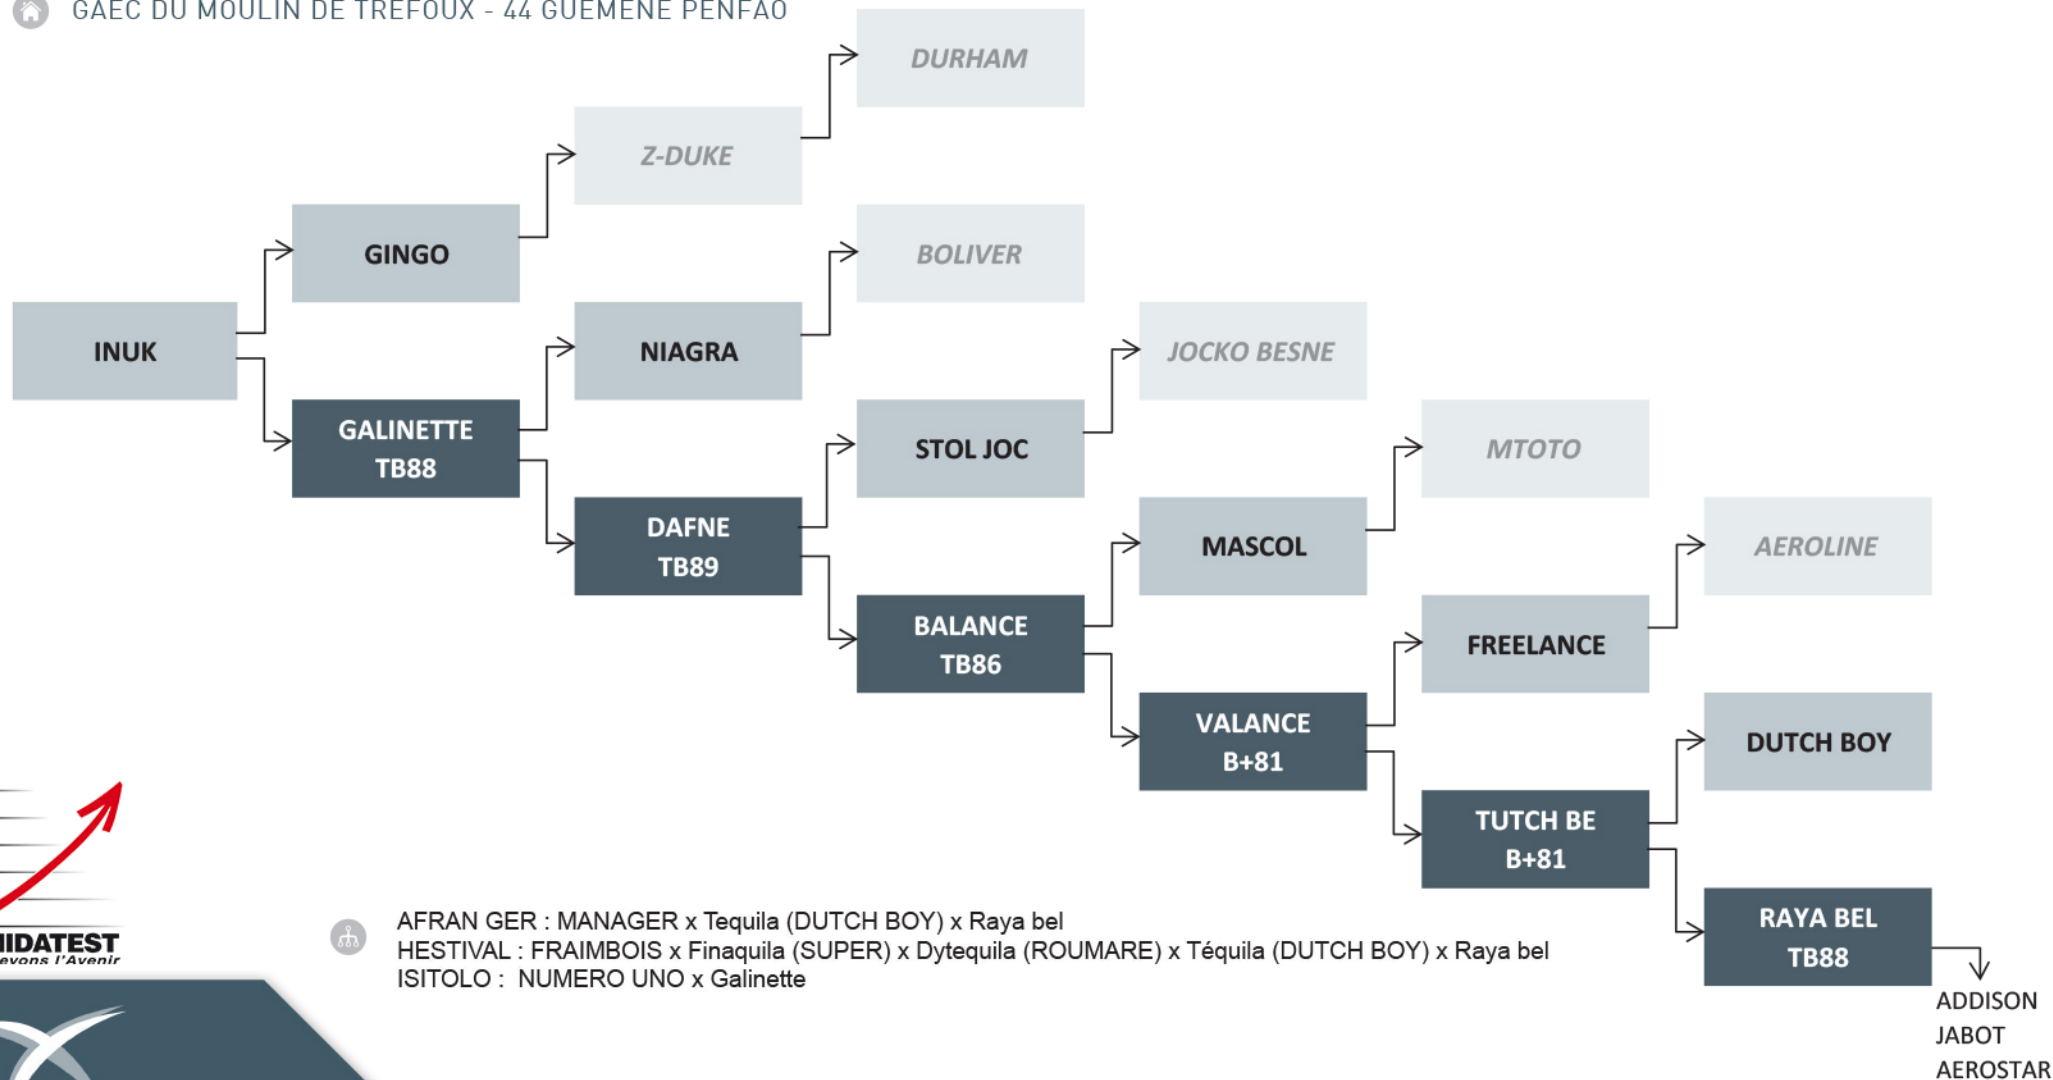 GAEC DU MOULIN DE TREFOUX - 44 GUEMENE PENFAO
DURHAM
Z-DUKE
GINGO
BOLIVER
INUK
NIAGRA
JOCKO BESNE
GALINETTE
TB88
STOL JOC
MTOTO
DAFNE
TB89
MASCOL
AEROLINE
BALANCE
TB86
FREELANCE
VALANCE
B+81
DUTCH BOY
TUTCH BE
B+81
RAYA BEL
TB88
ADDISON
JABOT
AEROSTAR
IDATEST
evons l'Avenir
AFRAN GER : MANAGER x Tequila (DUTCH BOY) x Raya bel
HESTIVAL : FRAIMBOIS x Finaquila (SUPER) x Dytequila (ROUMARE) x Téquila (DUTCH BOY) x Raya bel
ISITOLO : NUMERO UNO x Galinette